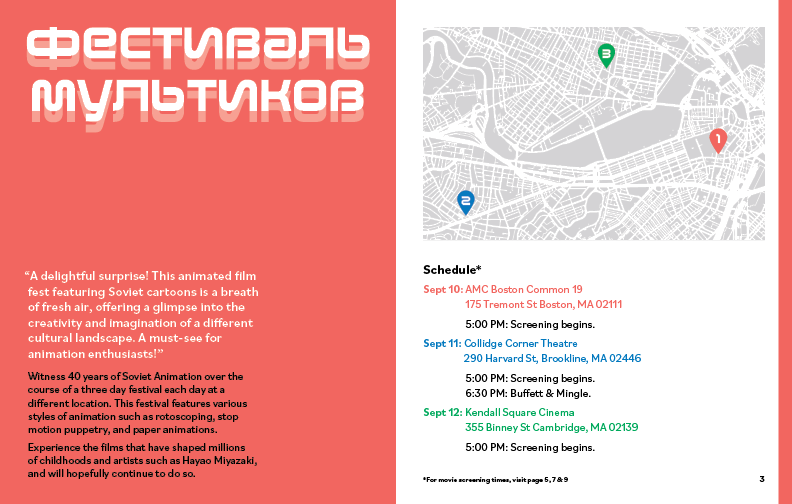 фестиваль
мультиков
“A delightful surprise! This animated film
fest featuring Soviet cartoons is a breath
of fresh air, offering a glimpse into the
creativity and imagination of a different
cultural landscape. A must-see for
animation enthusiasts!”
Witness 40 years of Soviet Animation over the
course of a three day festival each day at a
different location. This festival features various
styles of animation such as rotoscoping, stop
motion puppetry, and paper animations.
Experience the films that have shaped millions
of childhoods and artists such as Hayao Miyazaki,
and will hopefully continue to do so.
3
1
2
Schedule*
Sept 10: AMC Boston Common 19
175 Tremont St Boston, MA 02111
5:00 PM: Screening begins.
Sept 11: Collidge Corner Theatre
290 Harvard St, Brookline, MA 02446
5:00 PM: Screening begins.
6:30 PM: Buffett & Mingle.
Sept 12: Kendall Square Cinema
355 Binney St Cambridge, MA 02139
5:00 PM: Screening begins.
*For movie screening times, visit page 5, 7 & 9
3